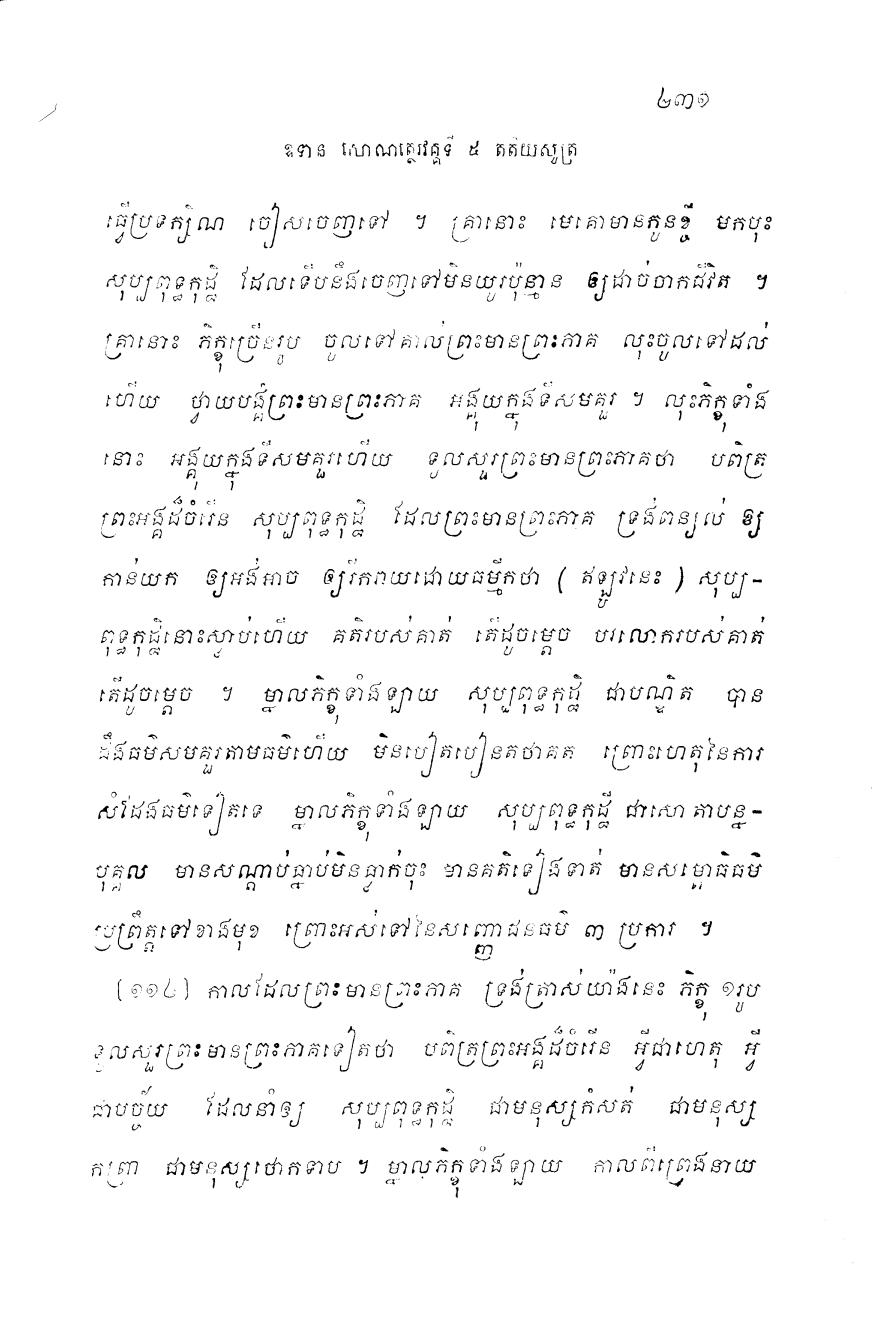 ២៣១
ឧទាន សោណត្ថេរវគ្គទី ៥ តតិយសូត្រ
ធ្វើប្រទក្សិណ ចៀសចេញទៅ ។ គ្រានោះ មេគោមានកូនខ្ចី មកបុះ
សុប្បពុទ្ធកុដ្ឋិ ដែលទើបនឹងចេញទៅមិនយូរប៉ុន្មាន ឲ្យដាច់ចាកជីវិត ។
គ្រានោះ ភិក្ខុច្រើនរូប ចូលទៅគាល់ព្រះមានព្រះភាគ លុះចូលទៅដល់
ហើយ ថ្វាយបង្គំព្រះមានព្រះភាគ អង្គុយក្នុងទីសមគួរ ។ លុះភិក្ខុទាំង
នោះ អង្គុយក្នុងទីសមគួរហើយ ទូលសួរព្រះមានព្រះភាគថា បពិត្រ
ព្រះអង្គដ៏ចំរើន សុប្បពុទ្ធកុដ្ឋិ ដែលព្រះមានព្រះភាគ ទ្រង់ពន្យល់ ឱ្យ
កាន់យក ឲ្យអង់អាច ឲ្យរីករាយដោយធម្មីកថា ( ឥឡូវនេះ ) សុប្ប-
ពុទ្ធកុដ្ឋិនោះស្លាប់ហើយ គតិរបស់គាត់ តើដូចម្តេច បរលោករបស់គាត់
តើដូចម្តេច ។ ម្នាលភិក្ខុទាំងឡាយ សុប្បពុទ្ធកុដ្ឋិ ជាបណ្ឌិត បាន
ដឹងធម៌សមគួរតាមធម៌ហើយ មិនបៀតបៀនតថាគត ព្រោះហេតុនៃការ
សំដែងធម៌ទៀតទេ ម្នាលភិក្ខុទាំងឡាយ សុប្បពុទ្ធកុដ្ឋិ ជាសោតាបន្ន-
បុគ្គល មានសណ្តាប់ធ្នាប់មិនធ្លាក់ចុះ មានគតិទៀងទាត់ មានសម្ពោធិធម៌
ប្រព្រឹត្តទៅខាងមុខ ព្រោះអស់ទៅនៃសញ្ញោជនធម៌ ៣ ប្រការ ។
(១១៤) កាលដែលព្រះមានព្រះភាគ ទ្រង់ត្រាស់យ៉ាងនេះ ភិក្ខុ ១រូប
ទូលសួរព្រះមានព្រះភាគទៀតថា បពិត្រព្រះអង្គដ៏ចំរើន អ្វីជាហេតុ អ្វី
ជាបច្ច័យ ដែលនាំឲ្យ សុប្បពុទ្ធកុដ្ឋិ ជាមនុស្សកំសត់ ជាមនុស្ស
កំព្រា ជាមនុស្សថោកទាប ។ ម្នាលភិក្ខុទាំងឡាយ កាលពីព្រេងនាយ